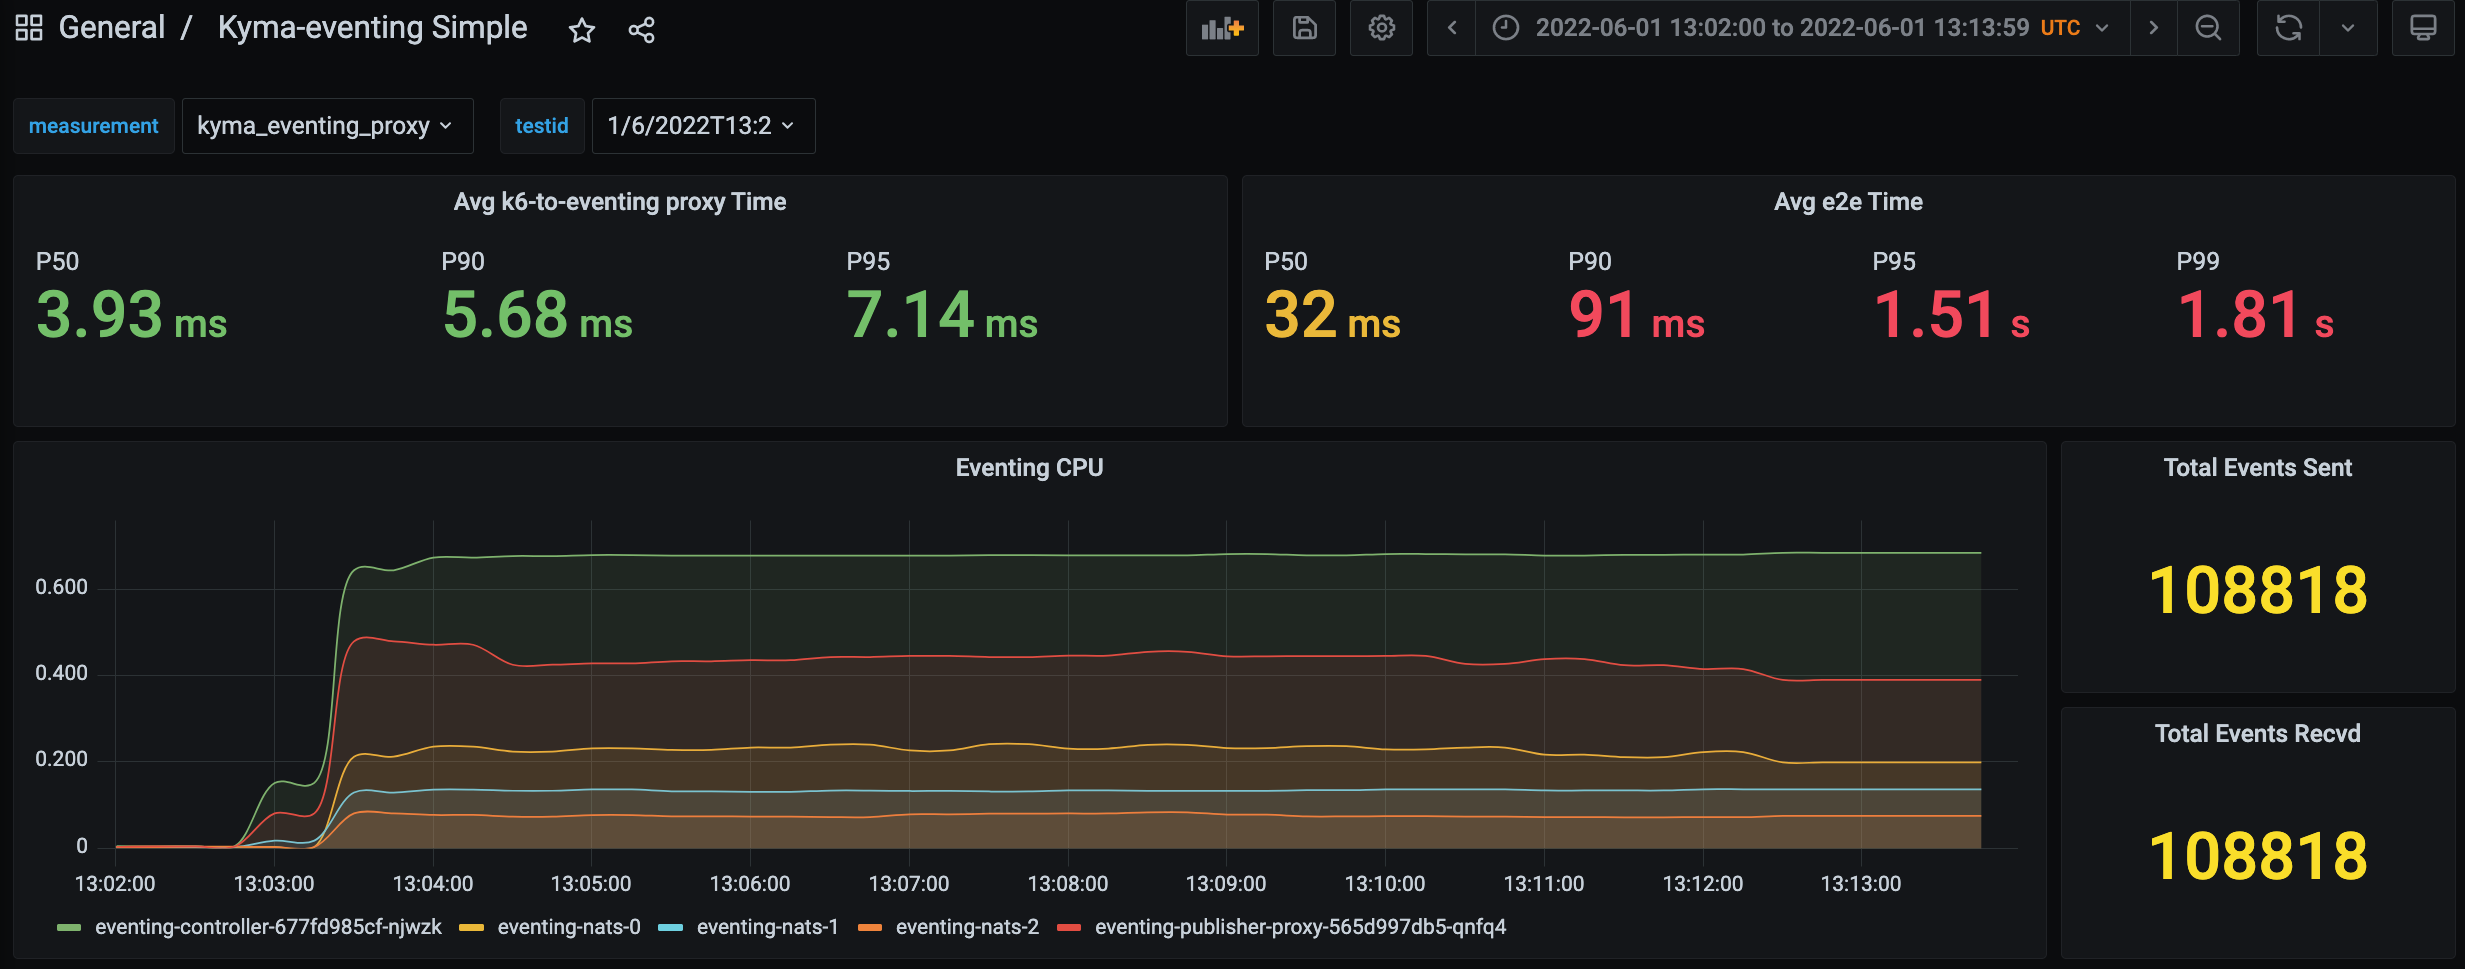 General / Kyma-eventing Simple
2022-06-01 13:02:00 to 2022-06-01 13:13:59 UTC
measurement kyma_eventing_proxy testid 1/6/2022T13:2
Avg k6-to-eventing proxy Time
P50 P90 P95
3.93 ms 5.68 ms 7.14 ms
Avg e2e Time
P50 P90 P95 P99
32 ms 91 ms 1.51 s 1.81 s
Eventing CPU
0.600
0.400
0.200
0
13:02:00 13:03:00 13:04:00 13:05:00 13:06:00 13:07:00 13:08:00 13:09:00 13:10:00 13:11:00 13:12:00 13:13:00
eventing-controller-677fd985cf-njwzk eventing-nats-0 eventing-nats-1 eventing-nats-2 eventing-publisher-proxy-565d997db5-qnfq4
Total Events Sent
108818
Total Events Recvd
108818